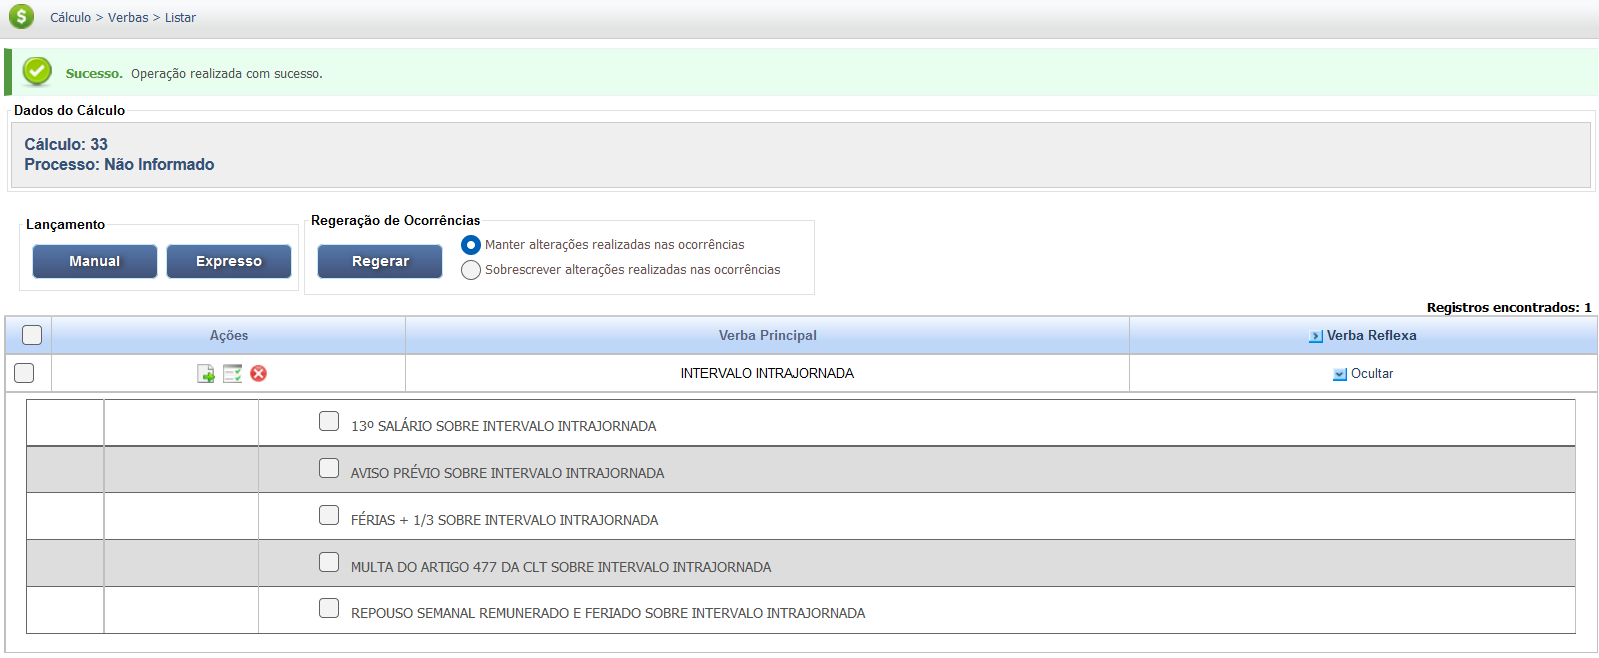 Cálculo > Verbas > Listar
Sucesso. Operação realizada com sucesso.
Dados do Cálculo
Cálculo: 33
Processo: Não Informado
Lançamento
Manual
Expresso
Regeração de Ocorrências
Regerar
Manter alterações realizadas nas ocorrências
Sobrescrever alterações realizadas nas ocorrências
Registros encontrados: 1
Ações
Verba Principal
Verba Reflexa
INTERVALO INTRAJORNADA
Ocultar
13º SALÁRIO SOBRE INTERVALO INTRAJORNADA
AVISO PRÉVIO SOBRE INTERVALO INTRAJORNADA
FÉRIAS + 1/3 SOBRE INTERVALO INTRAJORNADA
MULTA DO ARTIGO 477 DA CLT SOBRE INTERVALO INTRAJORNADA
REPOUSO SEMANAL REMUNERADO E FERIADO SOBRE INTERVALO INTRAJORNADA